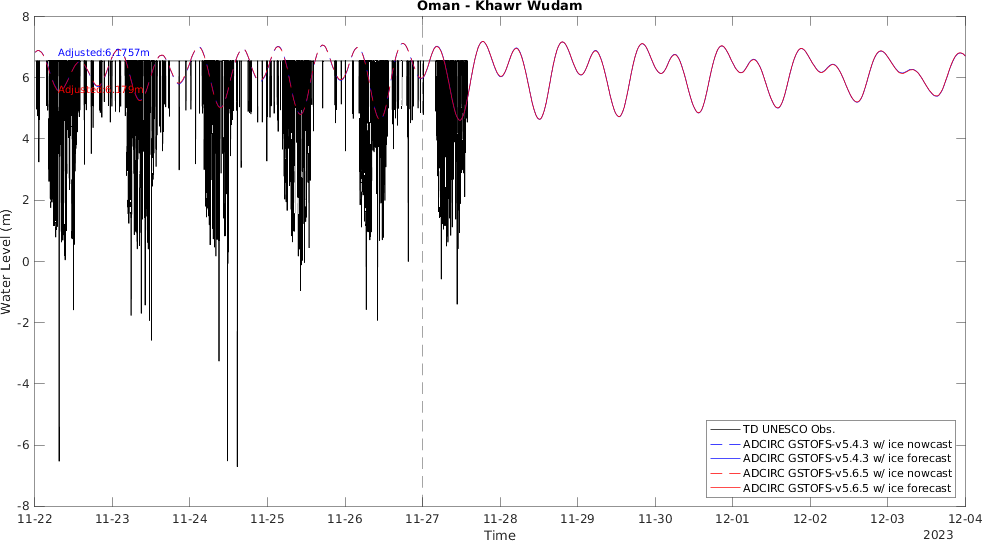 Oman - Khawr Wudam
8
6
4
2
0
-2
-4
-6
-8
Water Level (m)
Adjusted:6.1757m
Adjusted:6.179m
TD UNESCO Obs.
ADCIRC GSTOFS-v5.4.3 w/ ice nowcast
ADCIRC GSTOFS-v5.4.3 w/ ice forecast
ADCIRC GSTOFS-v5.6.5 w/ ice nowcast
ADCIRC GSTOFS-v5.6.5 w/ ice forecast
11-22 11-23 11-24 11-25 11-26 11-27 11-28 11-29 11-30 12-01 12-02 12-03 12-04
Time
2023